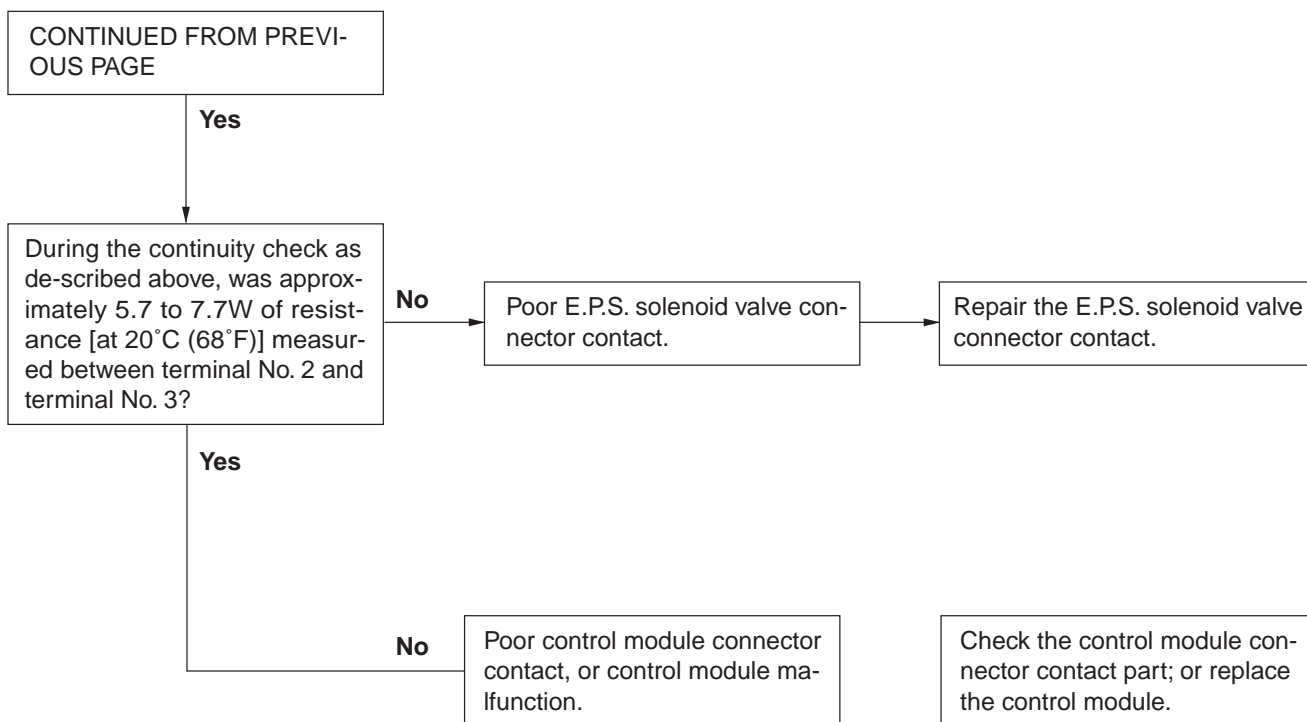 CONTINUED FROM PREVI-
OUS PAGE
Yes
During the continuity check as
de-scribed above, was approx-
imately 5.7 to 7.7W of resist-
ance [at 20˚C (68˚F)] measur-
ed between terminal No. 2 and
terminal No. 3?
No
Poor E.P.S. solenoid valve con-
nector contact.
Repair the E.P.S. solenoid valve
connector contact.
Yes
No
Poor control module connector
contact, or control module ma-
lfunction.
Check the control module con-
nector contact part; or replace
the control module.